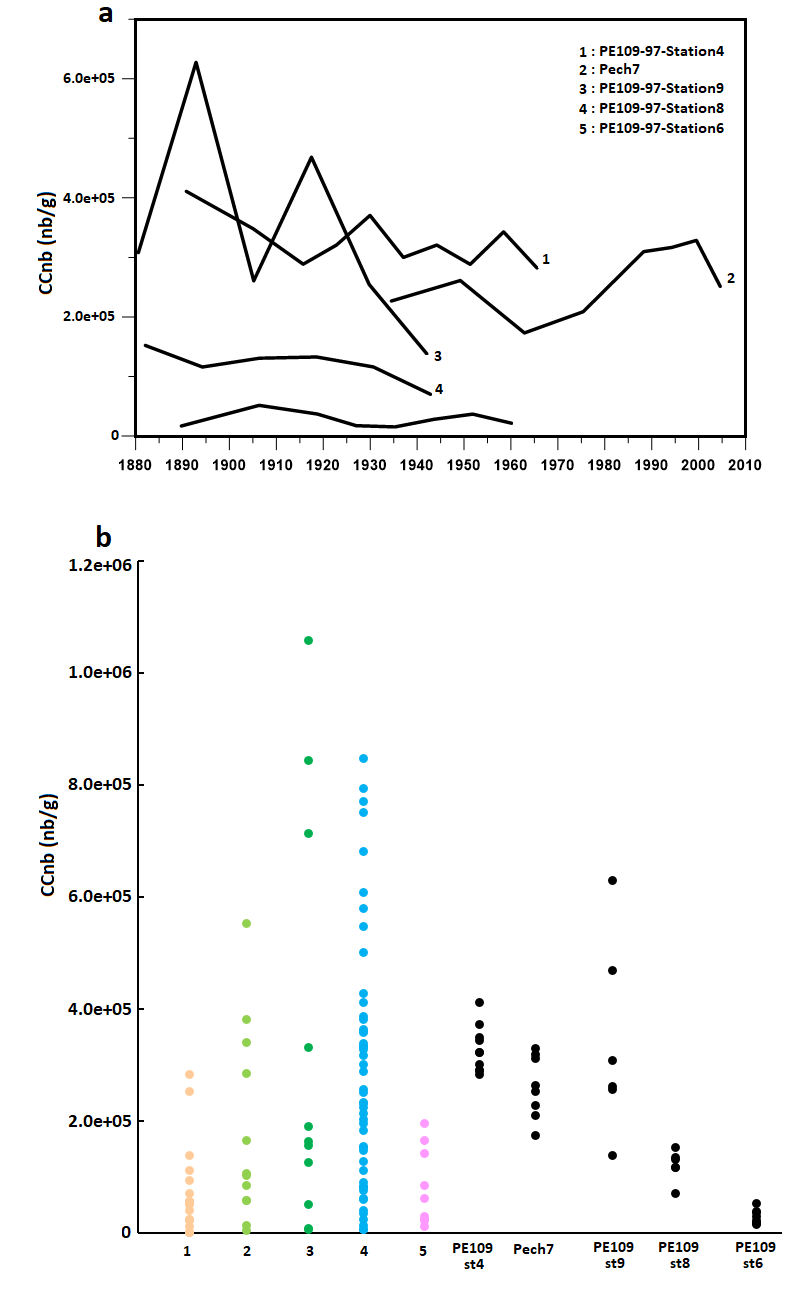 a
CCnb (nb/g)
6.0e+05
4.0e+05
2.0e+05
0
1 : PE109-97-Station4
2 : Pech7
3 : PE109-97-Station9
4 : PE109-97-Station8
5 : PE109-97-Station6
1
2
3
4
1880 1890 1900 1910 1920 1930 1940 1950 1960 1970 1980 1990 2000 2010
b
CCnb (nb/g)
1.2e+06
1.0e+06
8.0e+05
6.0e+05
4.0e+05
2.0e+05
0
1 2 3 4 5 PE109 Pech7 PE109 PE109 PE109
st4 st9 st8 st6